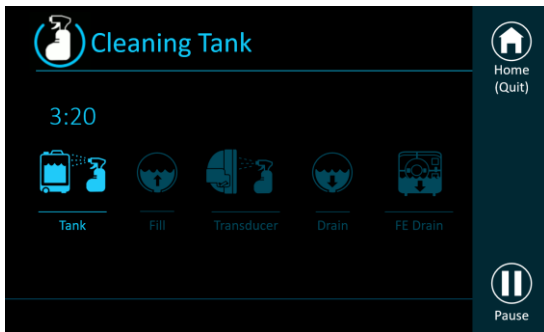 Cleaning Tank
Home
(Quit)
3:20
Tank
Fill
Transducer
Drain
FE Drain
Pause